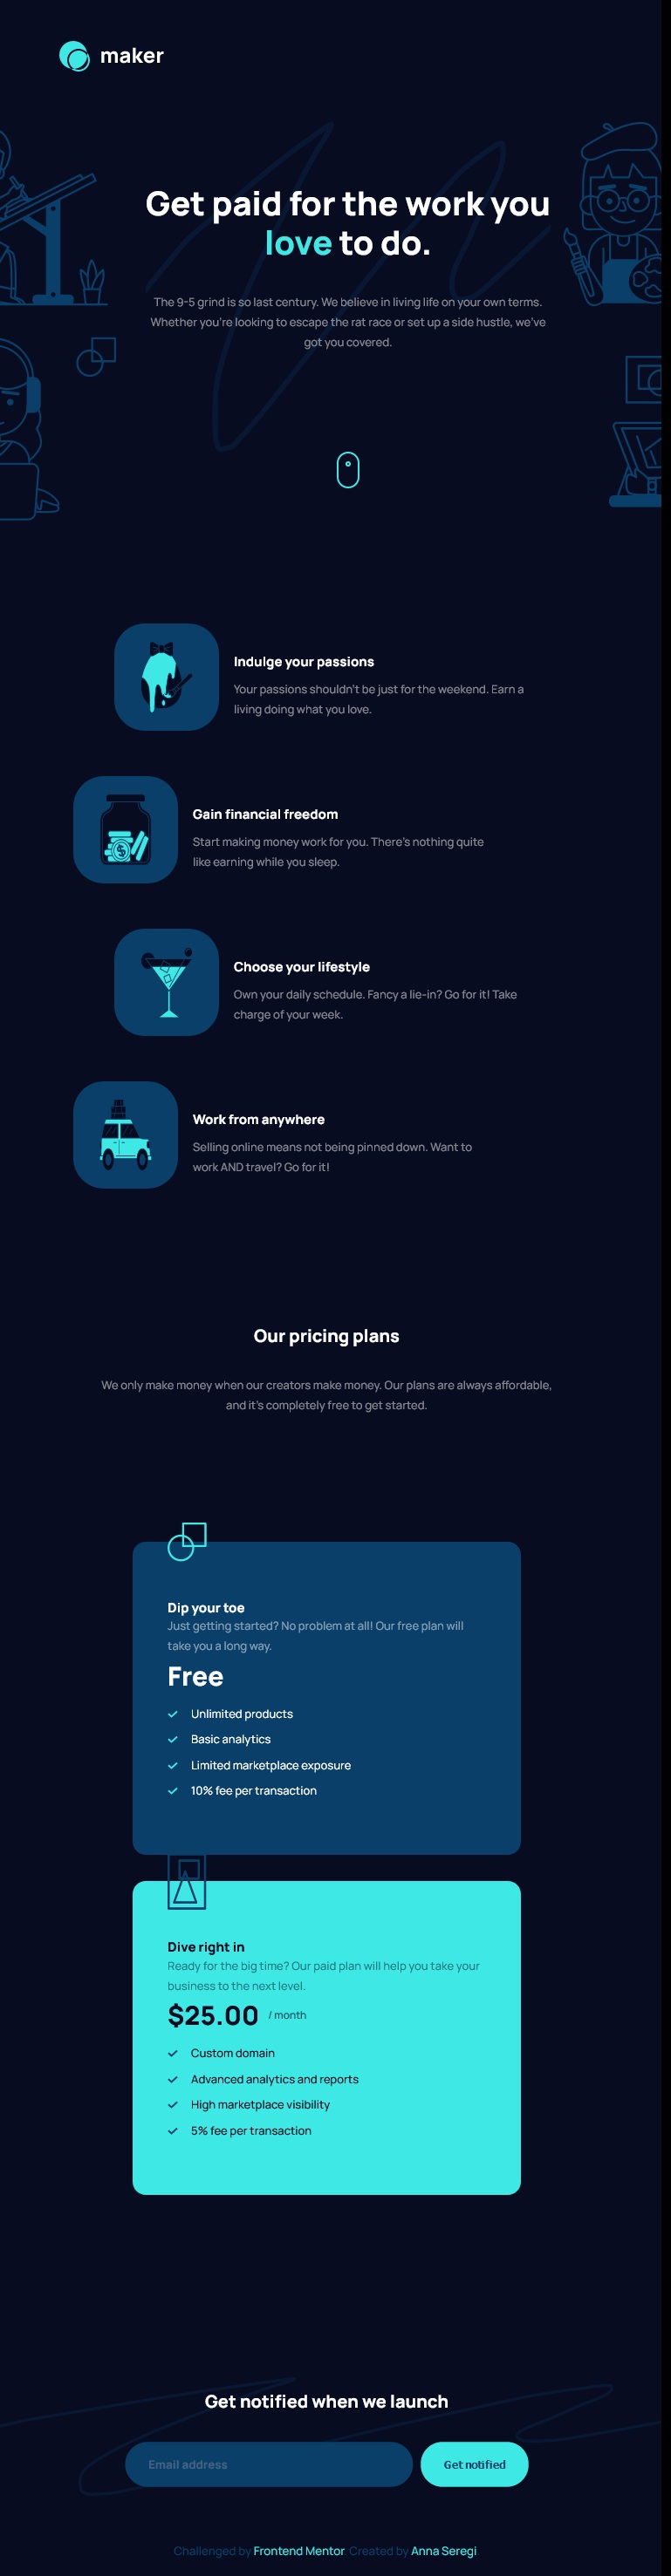 maker
Get paid for the work you
love to do.
The 9-5 grind is so last century. We believe in living life on your own terms.
Whether you're looking to escape the rat race or set up a side hustle, we've
got you covered.
Indulge your passions
Your passions shouldn't be just for the weekend. Earn a
living doing what you love.
Gain financial freedom
Start making money work for you. There's nothing quite
like earning while you sleep.
Choose your lifestyle
Own your daily schedule. Fancy a lie-in? Go for it! Take
charge of your week.
Work from anywhere
Selling online means not being pinned down. Want to
work AND travel? Go for it!
Our pricing plans
We only make money when our creators make money. Our plans are always affordable,
and it's completely free to get started.
Dip your toe
Just getting started? No problem at all! Our free plan will
take you a long way.
Free
Unlimited products
Basic analytics
Limited marketplace exposure
10% fee per transaction
Dive right in
Ready for the big time? Our paid plan will help you take your
business to the next level.
$25.00 / month
Custom domain
Advanced analytics and reports
High marketplace visibility
5% fee per transaction
Get notified when we launch
Email address
Get notified
Challenged by Frontend Mentor. Created by Anna Seregi.